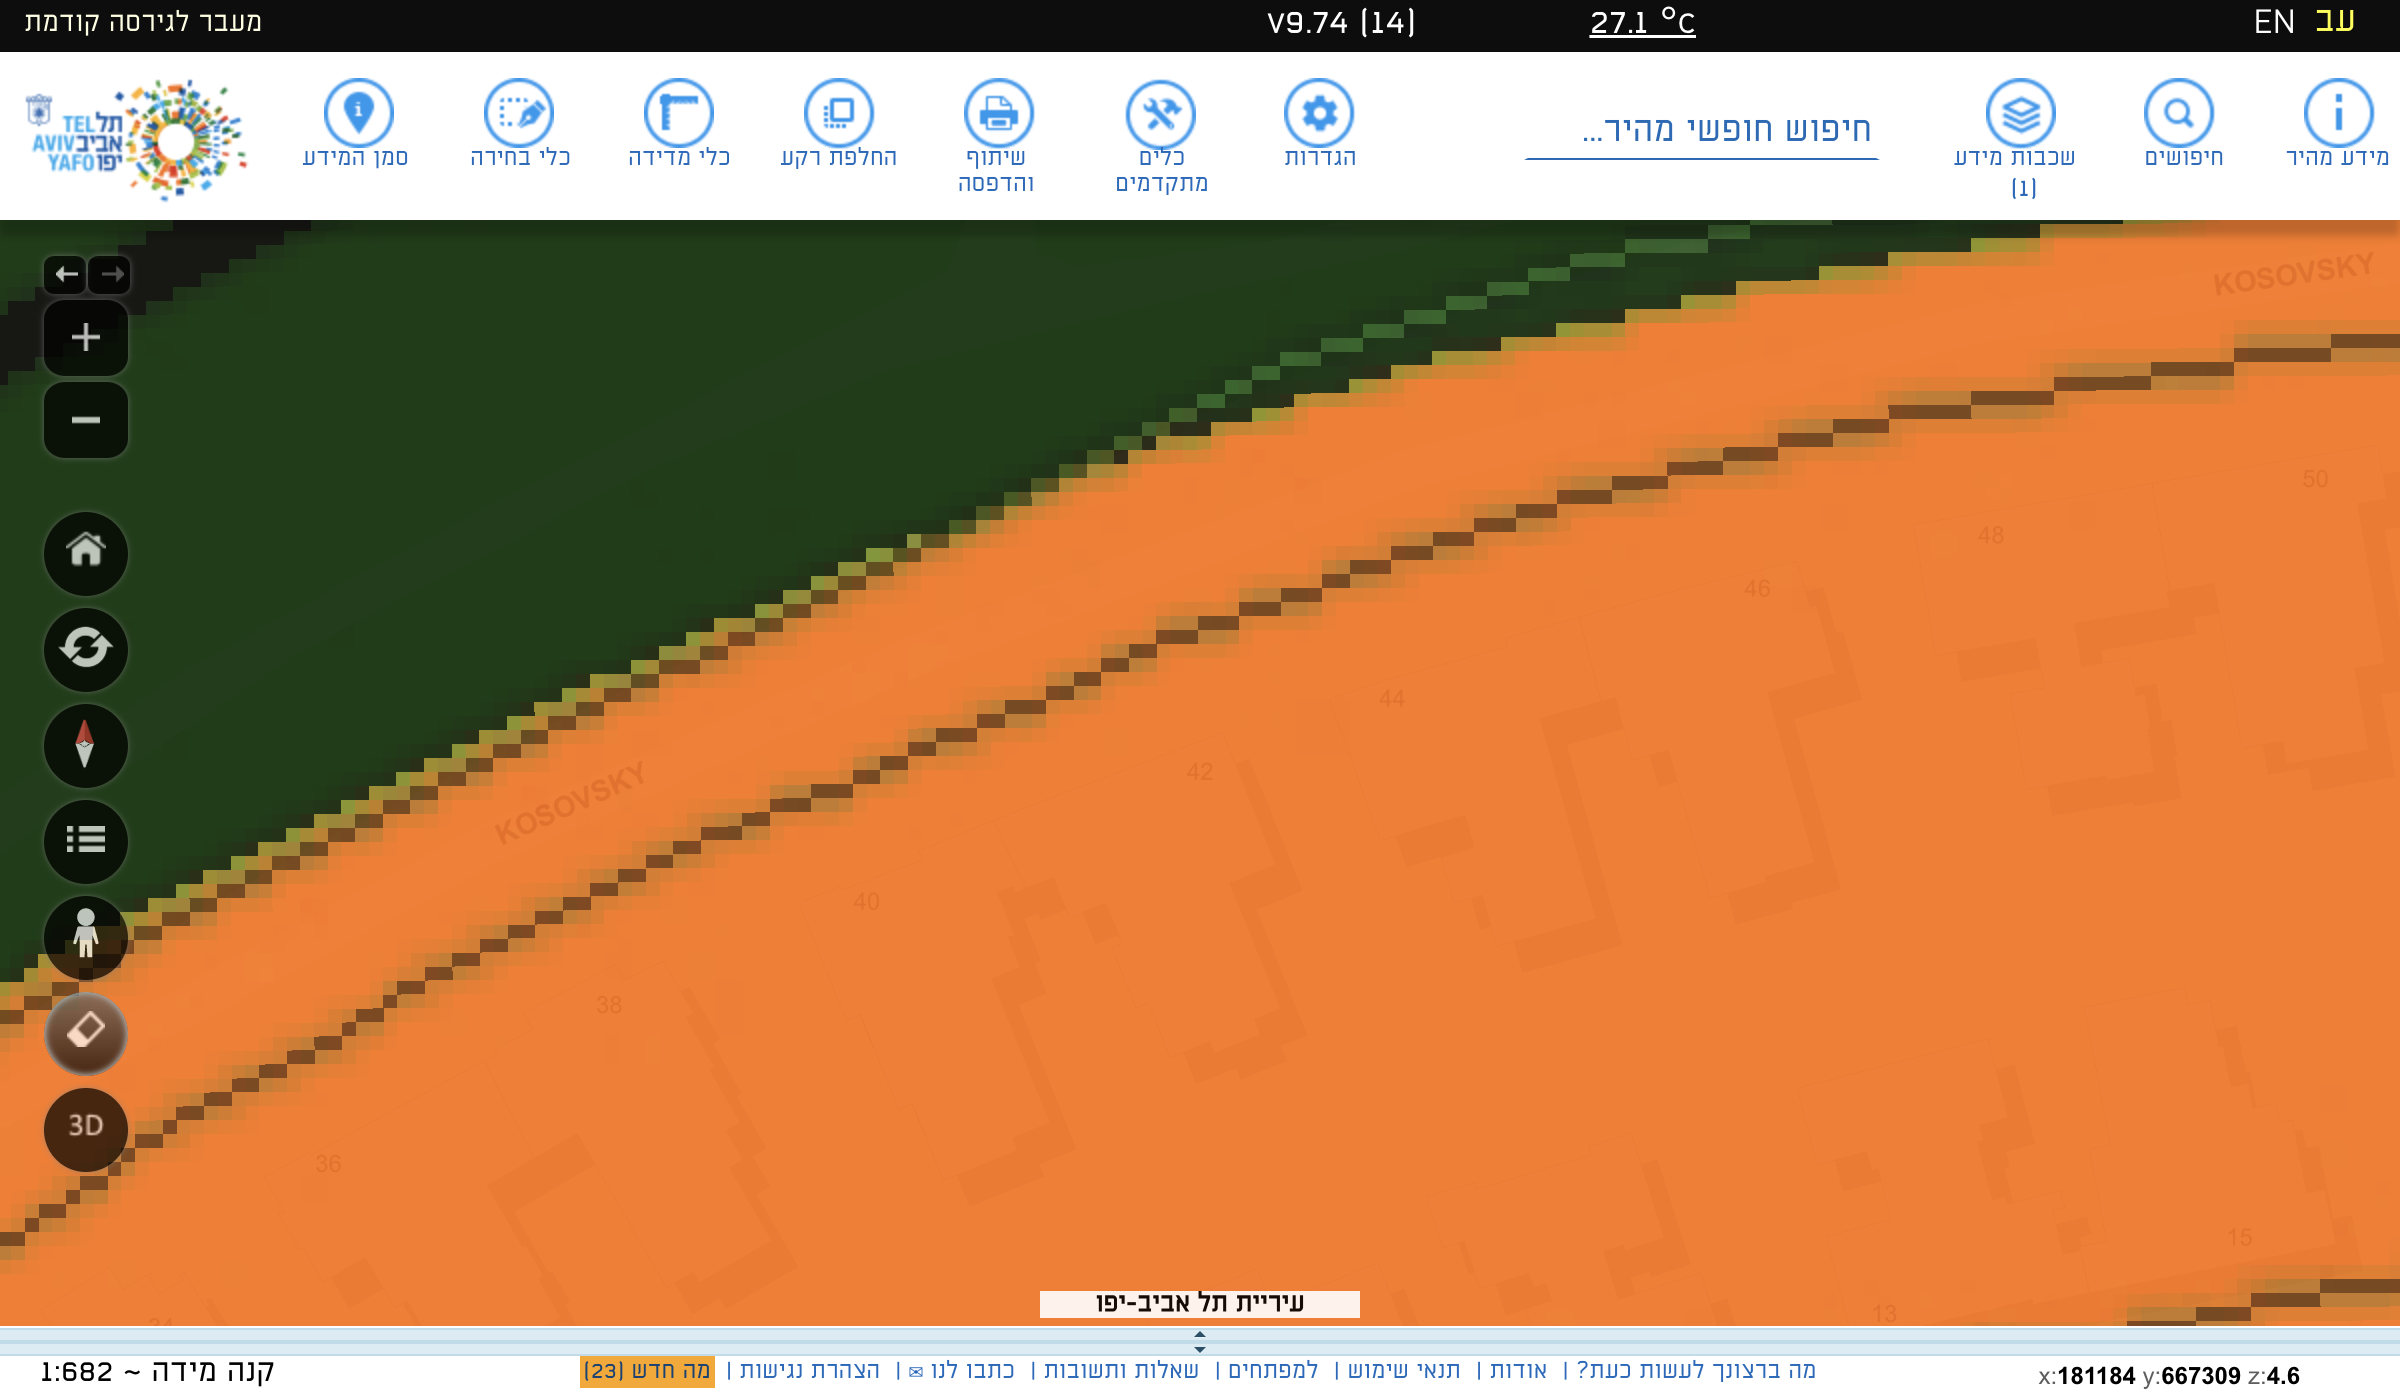 עב EN
27.1 °C
V9.74 (14)
מעבר לגירסה קודמת
מידע מהיר
חיפושים
שכבות מידע
(1)
חיפוש חופשי מהיר...
הגדרות
כלים
מתקדמים
שיתוף
והדפסה
החלפת רקע
כלי מדידה
כלי בחירה
סמן המידע
תל
אביב
יפו
TEL
AVIV
YAFO
KOSOVSKY
50
48
46
44
42
KOSOVSKY
40
38
36
34
15
13
3D
עיריית תל אביב-יפו
מה ברצונך לעשות כעת? | אודות | תנאי שימוש | למפתחים | שאלות ותשובות | כתבו לנו ✉ | הצהרת נגישות | מה חדש (23)
קנה מידה ~ 1:682
x:181184 y:667309 z:4.6